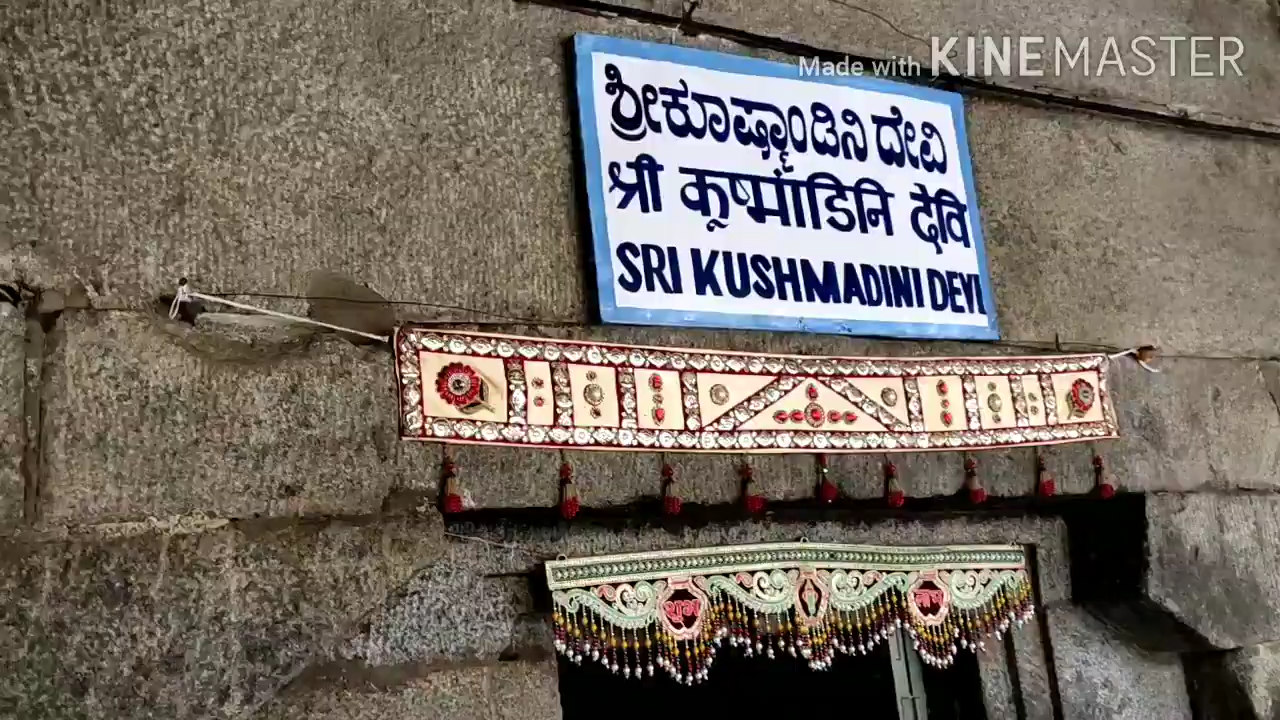 Made with KINEMASTER
ಶ್ರೀಕೂಷ್ಮಾಂಡಿನಿ ದೇವಿ
श्री कूष्मांडिनि देवि
SRI KUSHMADINI DEVI
शुभ लाभ